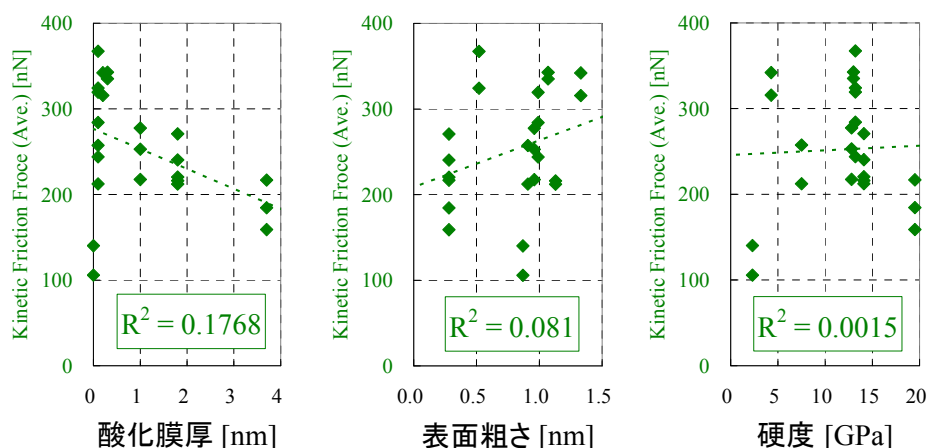 Kinetic Friction Froce (Ave.) [nN]
400
300
200
100
0
R² = 0.1768
0 1 2 3 4
酸化膜厚 [nm]
Kinetic Friction Froce (Ave.) [nN]
400
300
200
100
0
R² = 0.081
0.0 0.5 1.0 1.5
表面粗さ [nm]
Kinetic Friction Froce (Ave.) [nN]
400
300
200
100
0
R² = 0.0015
0 5 10 15 20
硬度 [GPa]